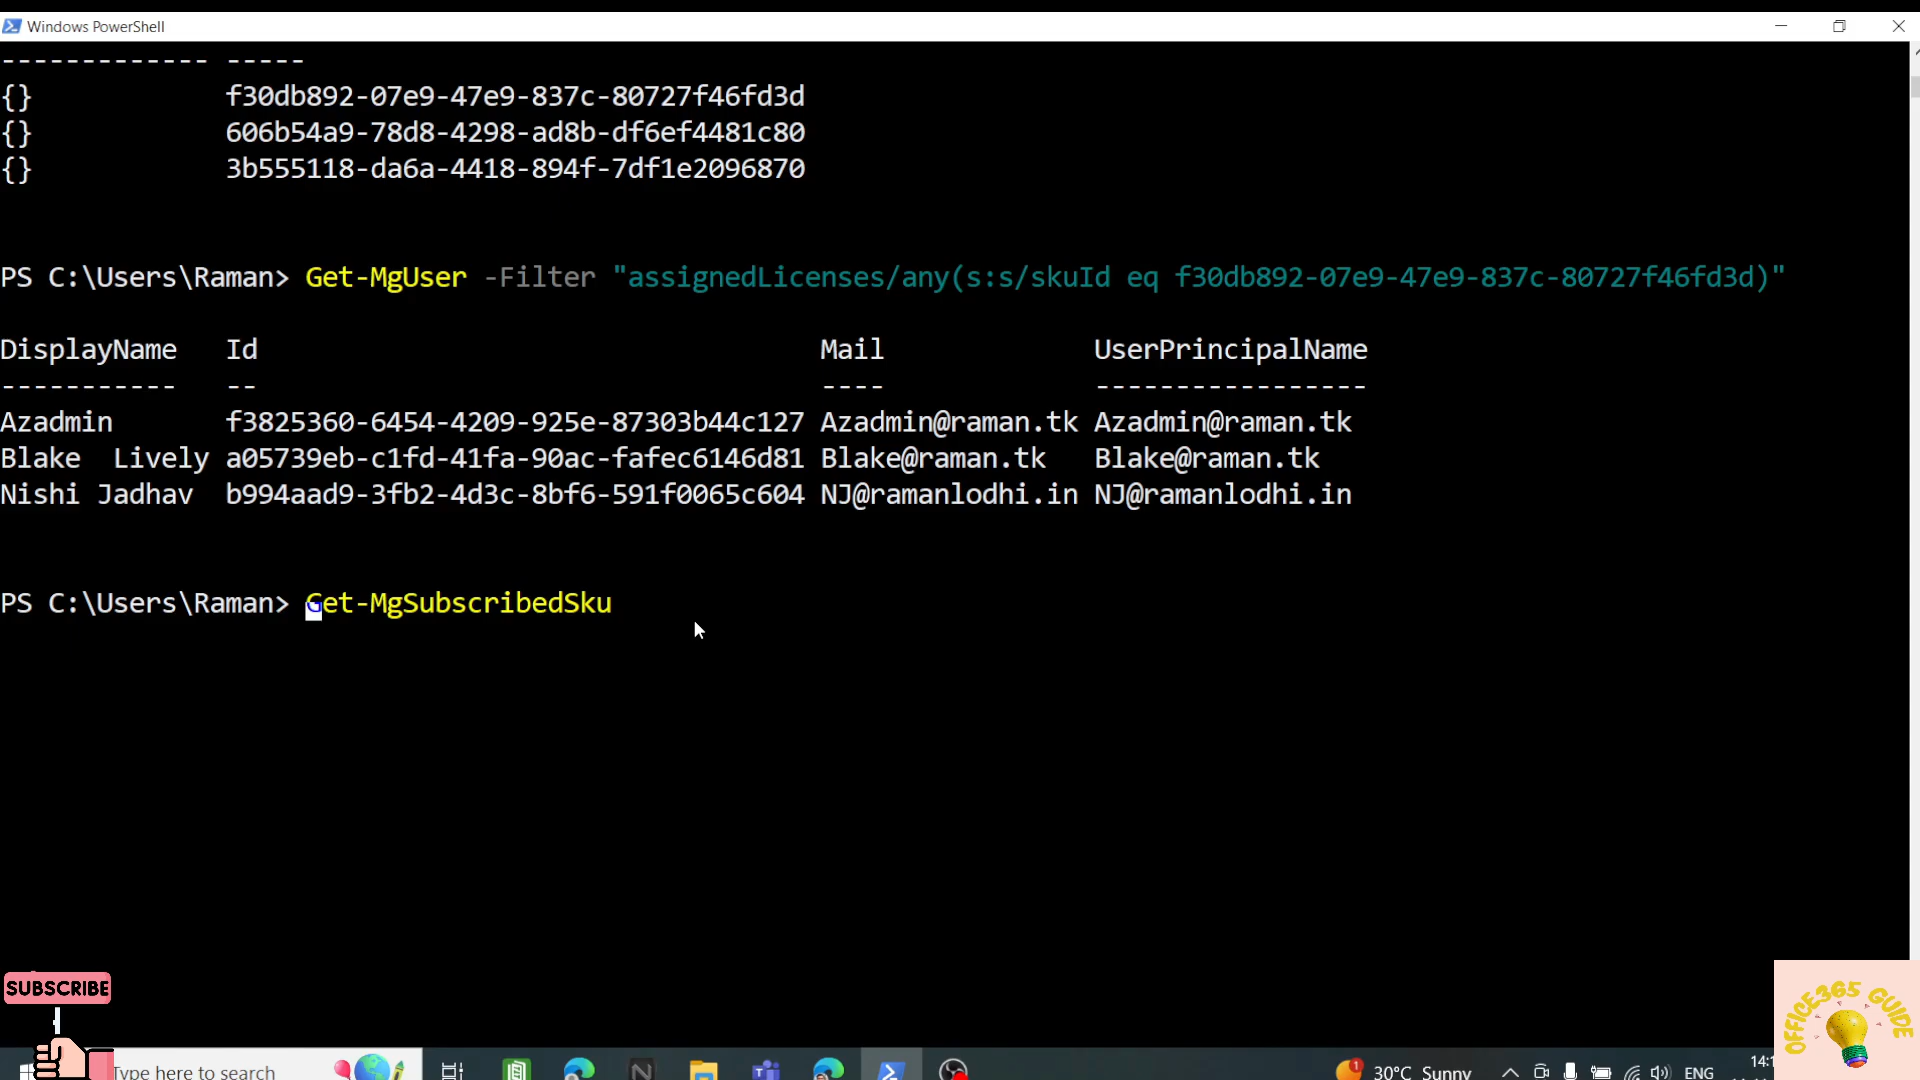 Windows PowerShell
------------- -----
{}            f30db892-07e9-47e9-837c-80727f46fd3d
{}            606b54a9-78d8-4298-ad8b-df6ef4481c80
{}            3b555118-da6a-4418-894f-7df1e2096870
PS C:\Users\Raman> Get-MgUser -Filter "assignedLicenses/any(s:s/skuId eq f30db892-07e9-47e9-837c-80727f46fd3d)"
DisplayName   Id                                   Mail             UserPrincipalName
-----------   --                                   ----             -----------------
Azadmin       f3825360-6454-4209-925e-87303b44c127 Azadmin@raman.tk Azadmin@raman.tk
Blake  Lively a05739eb-c1fd-41fa-90ac-fafec6146d81 Blake@raman.tk   Blake@raman.tk
Nishi Jadhav  b994aad9-3fb2-4d3c-8bf6-591f0065c604 NJ@ramanlodhi.in NJ@ramanlodhi.in
PS C:\Users\Raman> Get-MgSubscribedSku
SUBSCRIBE
OFFICE365 GUIDE
Type here to search
1
30°C Sunny
ENG